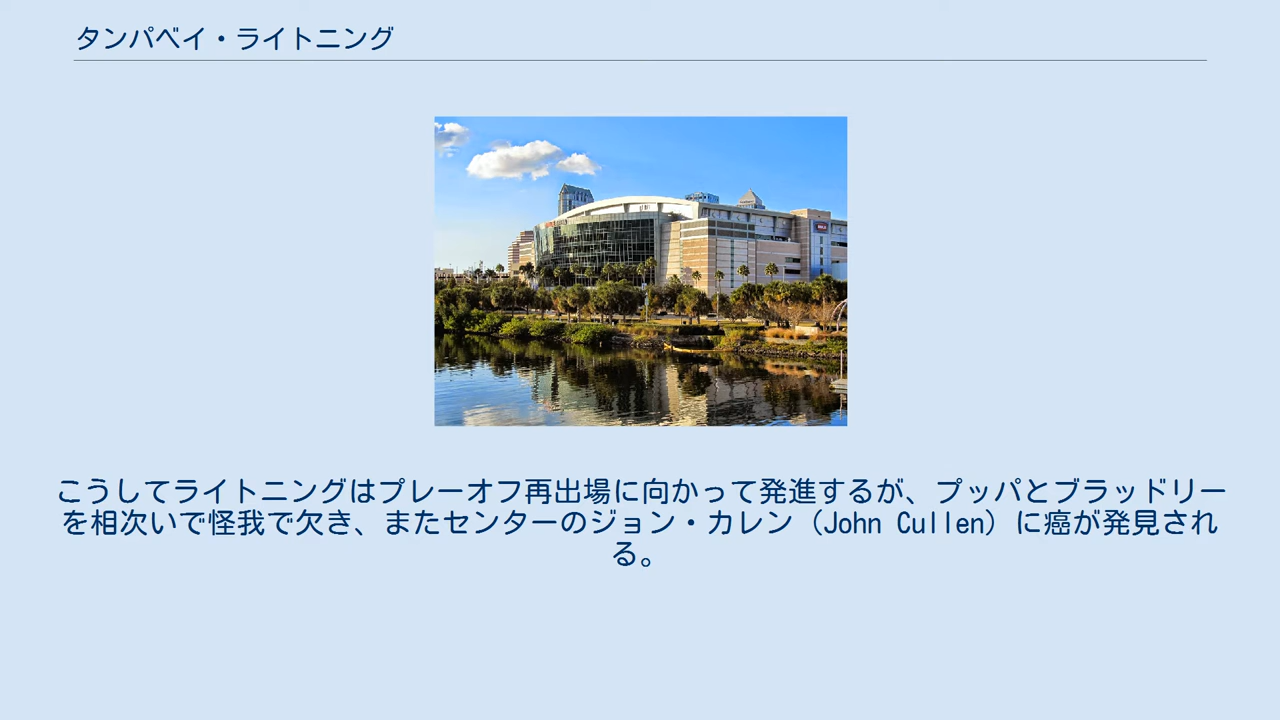 タンパベイ・ライトニング
こうしてライトニングはプレーオフ再出場に向かって発進するが、プッパとブラッドリー
を相次いで怪我で欠き、またセンターのジョン・カレン（John Cullen）に癌が発見され
る。